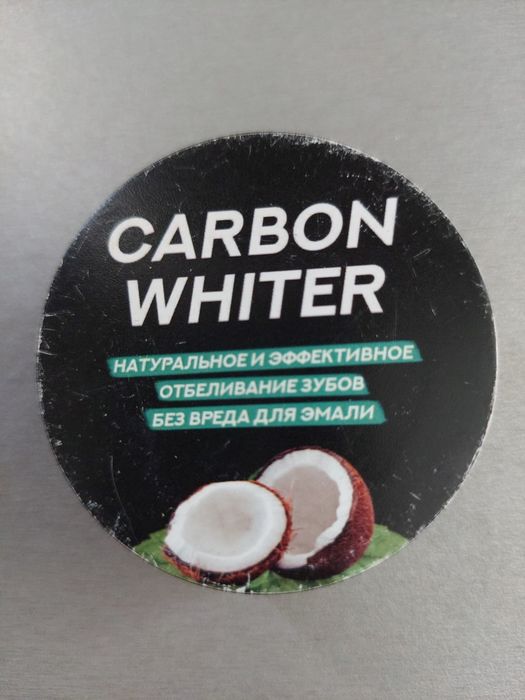 CARBON
WHITER
НАТУРАЛЬНОЕ И ЭФФЕКТИВНОЕ
ОТБЕЛИВАНИЕ ЗУБОВ
БЕЗ ВРЕДА ДЛЯ ЭМАЛИ